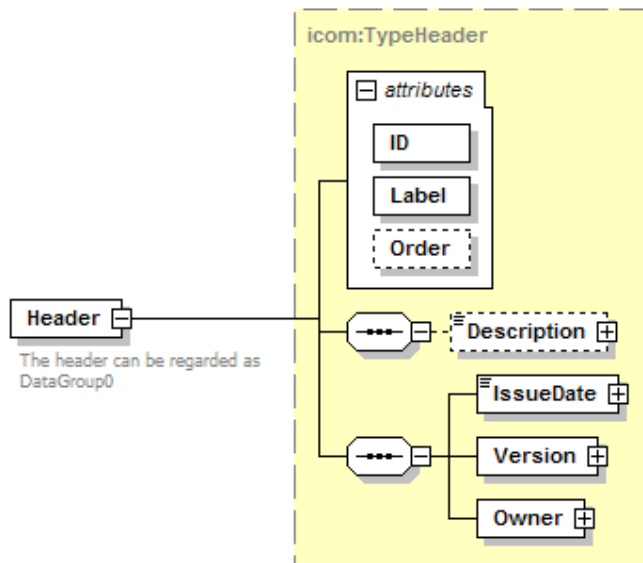 icom:TypeHeader
attributes
ID
Label
Order
Header
The header can be regarded as
DataGroup0
Description
IssueDate
Version
Owner